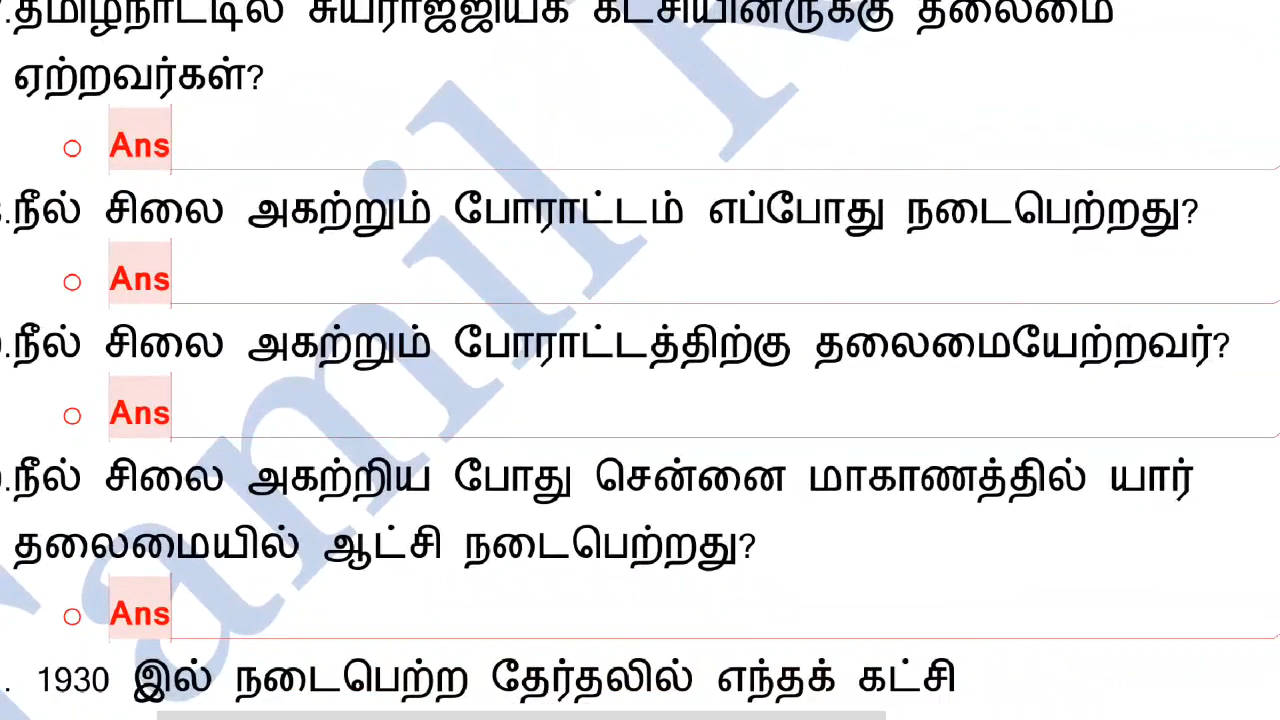 .தமிழ்நாட்டில் சுயராஜ்ஜியக் கட்சியினருக்கு தலைமை
ஏற்றவர்கள்?
Ans
.நீல் சிலை அகற்றும் போராட்டம் எப்போது நடைபெற்றது?
Ans
.நீல் சிலை அகற்றும் போராட்டத்திற்கு தலைமையேற்றவர்?
Ans
.நீல் சிலை அகற்றிய போது சென்னை மாகாணத்தில் யார்
தலைமையில் ஆட்சி நடைபெற்றது?
Ans
. 1930 இல் நடைபெற்ற தேர்தலில் எந்தக் கட்சி
Tamil